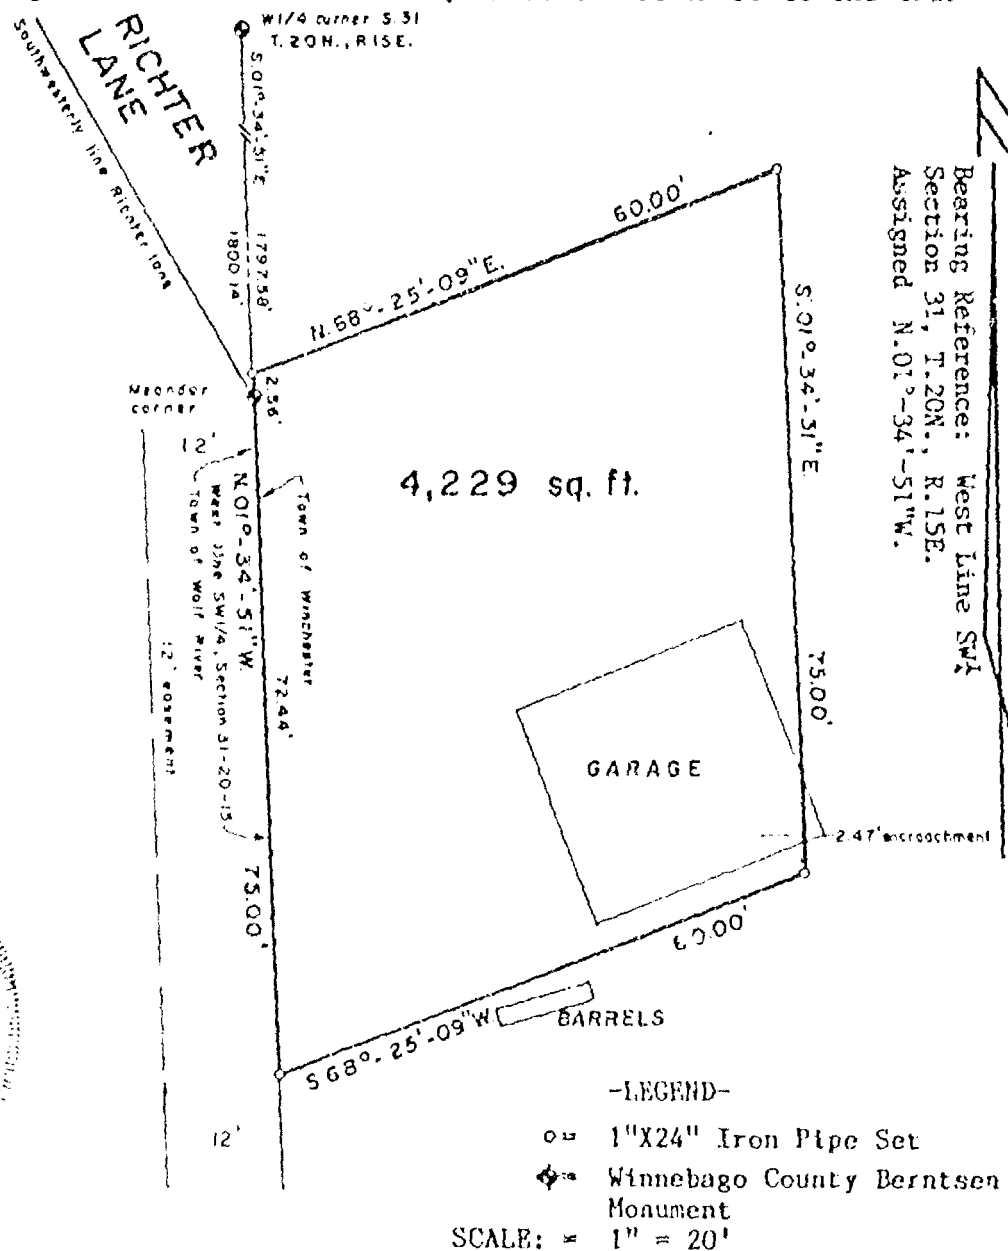 W1/4 corner S.31
T.20N., R15E.
RICHTER
LANE
Southwesterly line Richter lane
S.01°-34'-51"E.
1797.58'
1800.14'
N.68°-25'-09"E.
60.00'
S.01°-34'-31"E
75.00'
Bearing Reference: West Line SW¼
Section 31, T.20N., R.15E.
Assigned N.01°-34'-51"W.
Meander
corner
2.56'
12'
4,229 sq. ft.
Town of Winchester
N.01°-34'-51"W.
West line SW1/4, Section 31-20-15
Town of Wolf River
12' easement
72.44'
75.00'
GARAGE
2.47' encroachment
60.00'
S68°-25'-09"W
BARRELS
12'
-LEGEND-
1"X24" Iron Pipe Set
Winnebago County Berntsen
Monument
SCALE: = 1" = 20'